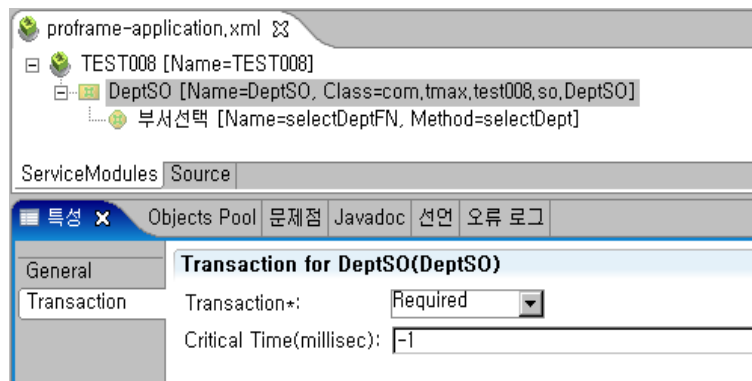 proframe-application,xml
TEST008 [Name=TEST008]
DeptSO [Name=DeptSO, Class=com,tmax,test008,so,DeptSO]
부서선택 [Name=selectDeptFN, Method=selectDept]
ServiceModules Source
특성 Objects Pool 문제점 Javadoc 선언 오류 로그
General
Transaction for DeptSO(DeptSO)
Transaction
Transaction*: Required
Critical Time(millisec): -1